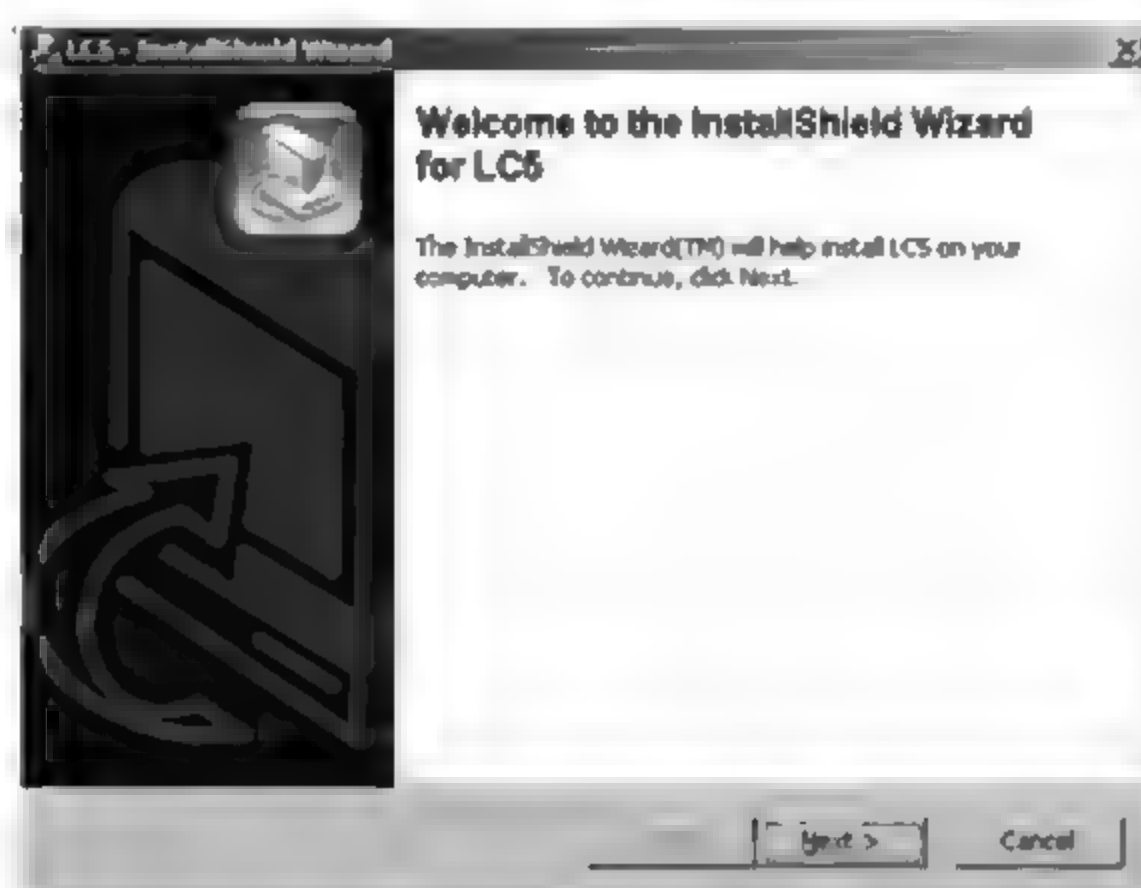 LC5 - InstallShield Wizard
Welcome to the InstallShield Wizard
for LC5
The InstallShield Wizard(TM) will help install LC5 on your
computer. To continue, click Next.
Next >
Cancel